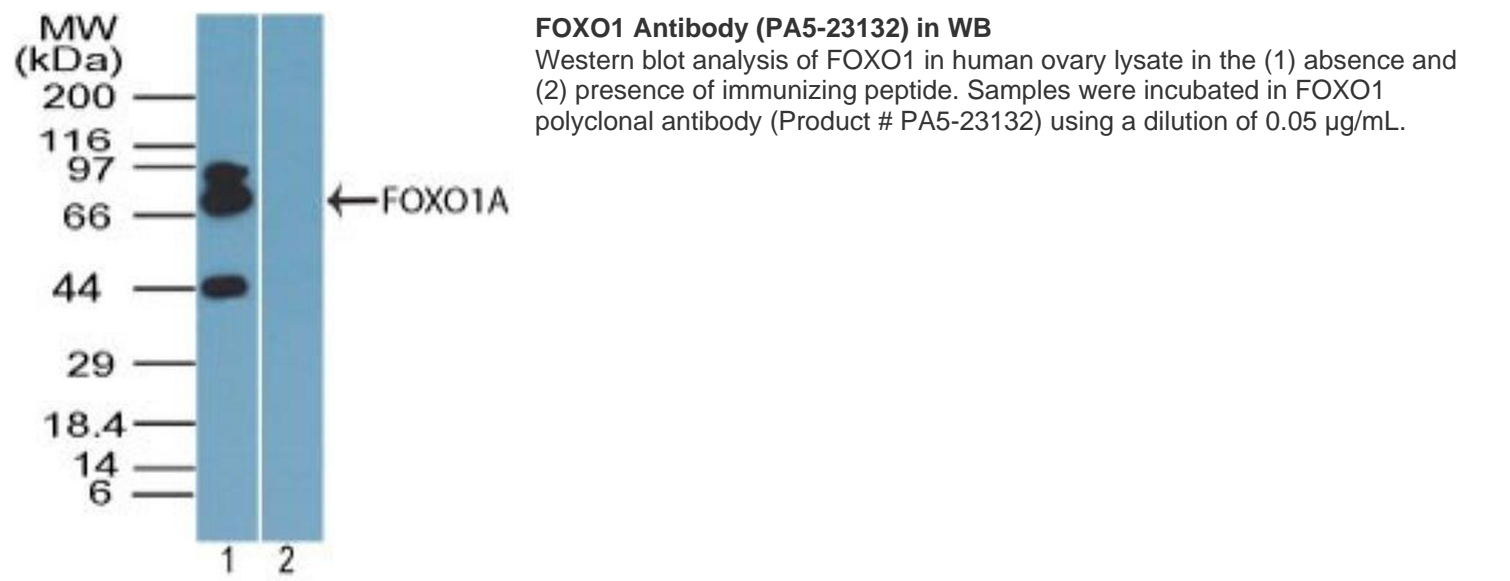 MW
(kDa)
200
116
97
66
44
29
18.4
14
6
1 2
←FOXO1A
FOXO1 Antibody (PA5-23132) in WB
Western blot analysis of FOXO1 in human ovary lysate in the (1) absence and
(2) presence of immunizing peptide. Samples were incubated in FOXO1
polyclonal antibody (Product # PA5-23132) using a dilution of 0.05 µg/mL.